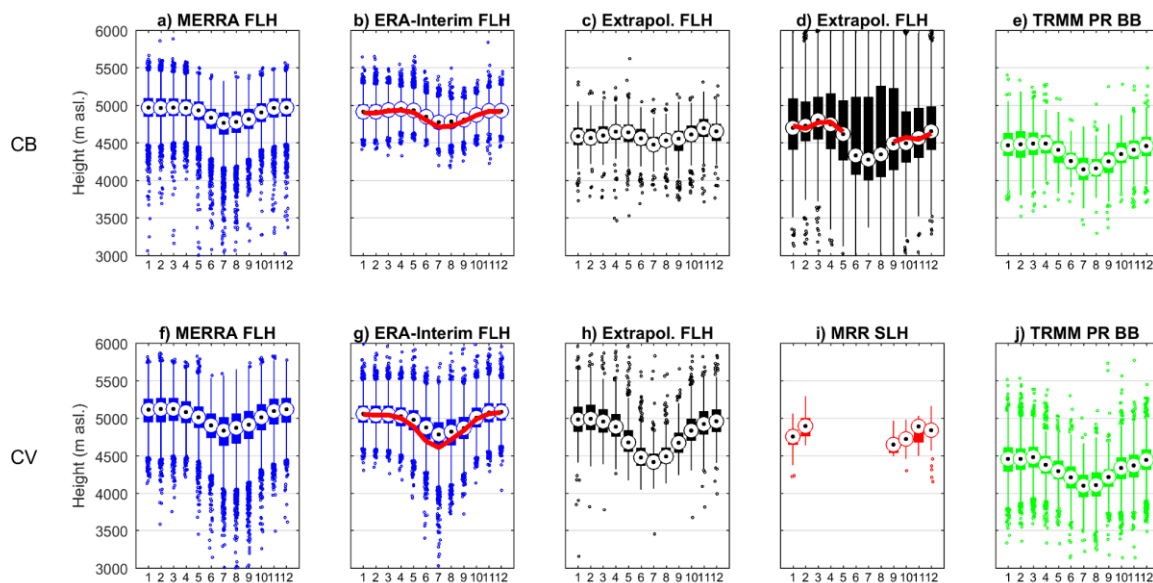 a) MERRA FLH b) ERA-Interim FLH c) Extrapol. FLH d) Extrapol. FLH e) TRMM PR BB
6000
5500
5000
4500
4000
3500
3000
Height (m asl.)
CB
1 2 3 4 5 6 7 8 9 10 11 12 1 2 3 4 5 6 7 8 9 10 11 12 1 2 3 4 5 6 7 8 9 10 11 12 1 2 3 4 5 6 7 8 9 10 11 12 1 2 3 4 5 6 7 8 9 10 11 12
f) MERRA FLH g) ERA-Interim FLH h) Extrapol. FLH i) MRR SLH j) TRMM PR BB
6000
5500
5000
4500
4000
3500
3000
Height (m asl.)
CV
1 2 3 4 5 6 7 8 9 10 11 12 1 2 3 4 5 6 7 8 9 10 11 12 1 2 3 4 5 6 7 8 9 10 11 12 1 2 3 4 5 6 7 8 9 10 11 12 1 2 3 4 5 6 7 8 9 10 11 12